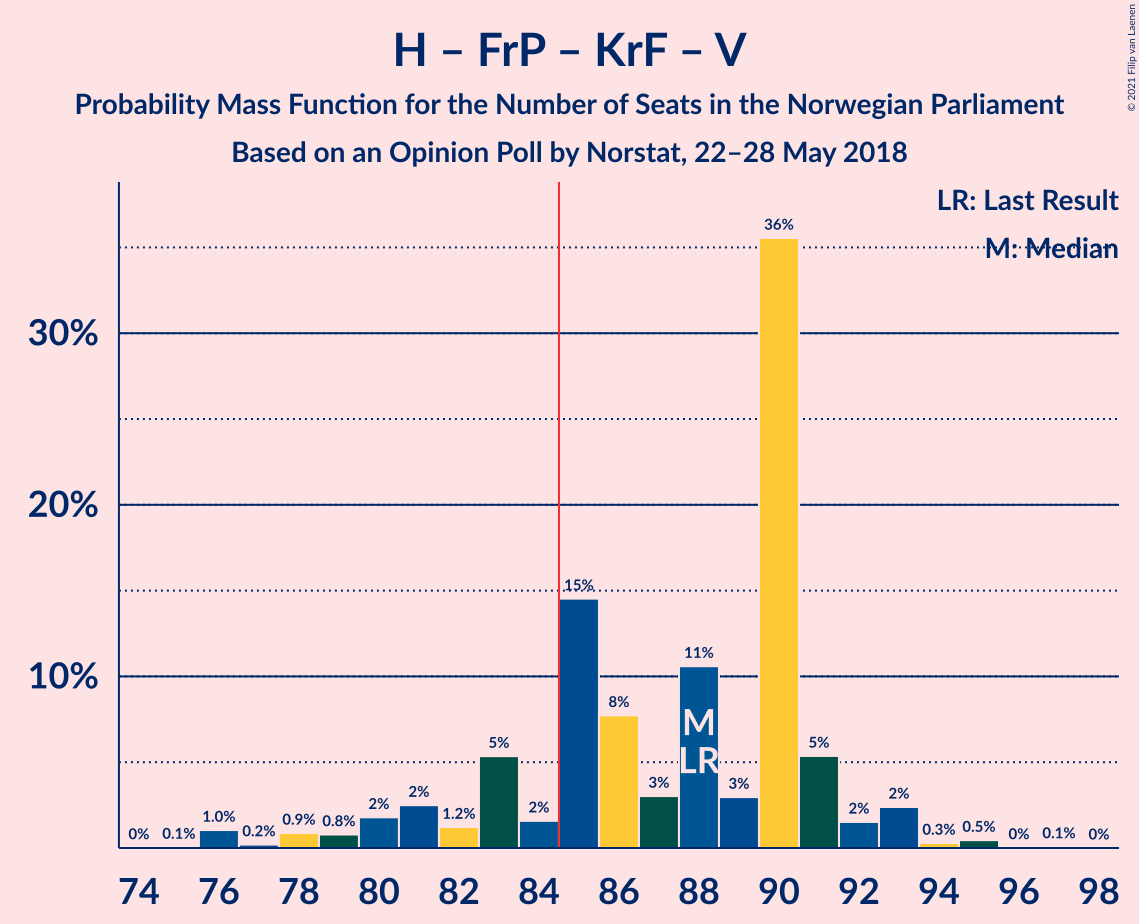 H – FrP – KrF – V
Probability Mass Function for the Number of Seats in the Norwegian Parliament
Based on an Opinion Poll by Norstat, 22–28 May 2018
© 2021 Filip van Laenen
LR: Last Result
M: Median
30%
20%
10%
0% 0.1% 1.0% 0.2% 0.9% 0.8% 2% 2% 1.2% 5% 2% 15% 8% 3% 11% 3% 36% 5% 2% 2% 0.3% 0.5% 0% 0.1% 0%
M
LR
74 76 78 80 82 84 86 88 90 92 94 96 98